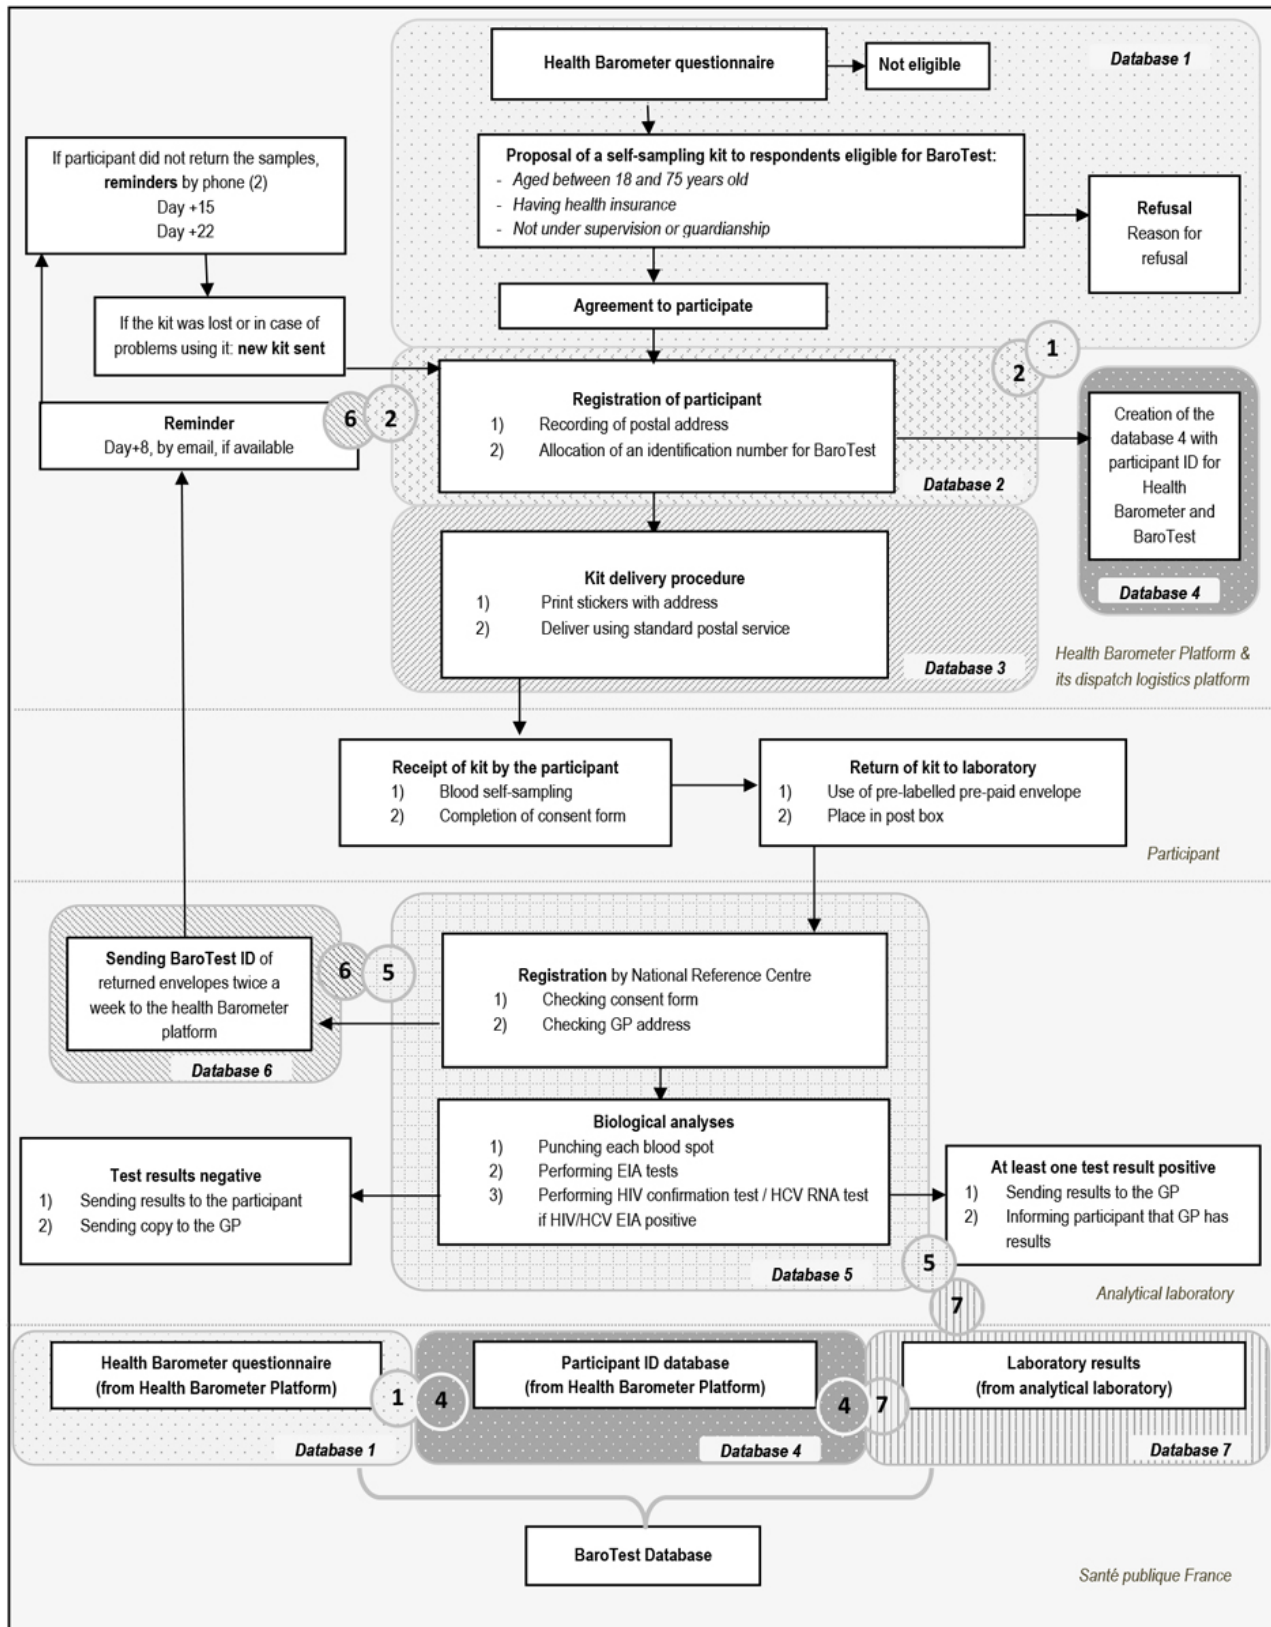 Health Barometer questionnaire
Not eligible
Database 1
If participant did not return the samples,
reminders by phone (2)
Day +15
Day +22
Proposal of a self-sampling kit to respondents eligible for BaroTest:
- Aged between 18 and 75 years old
- Having health insurance
- Not under supervision or guardianship
Refusal
Reason for
refusal
Agreement to participate
If the kit was lost or in case of
problems using it: new kit sent
1
2
Registration of participant
1) Recording of postal address
2) Allocation of an identification number for BaroTest
Database 2
6
2
Reminder
Day+8, by email, if available
Creation of the
database 4 with
participant ID for
Health
Barometer and
BaroTest
Database 4
Kit delivery procedure
1) Print stickers with address
2) Deliver using standard postal service
Database 3
Health Barometer Platform &
its dispatch logistics platform
Receipt of kit by the participant
1) Blood self-sampling
2) Completion of consent form
Return of kit to laboratory
1) Use of pre-labelled pre-paid envelope
2) Place in post box
Participant
Sending BaroTest ID of
returned envelopes twice a
week to the health Barometer
platform
Database 6
6
5
Registration by National Reference Centre
1) Checking consent form
2) Checking GP address
Biological analyses
1) Punching each blood spot
2) Performing EIA tests
3) Performing HIV confirmation test / HCV RNA test
if HIV/HCV EIA positive
Database 5
Test results negative
1) Sending results to the participant
2) Sending copy to the GP
At least one test result positive
1) Sending results to the GP
2) Informing participant that GP has
results
5
7
Analytical laboratory
Health Barometer questionnaire
(from Health Barometer Platform)
Database 1
1
4
Participant ID database
(from Health Barometer Platform)
Database 4
4
7
Laboratory results
(from analytical laboratory)
Database 7
BaroTest Database
Santé publique France